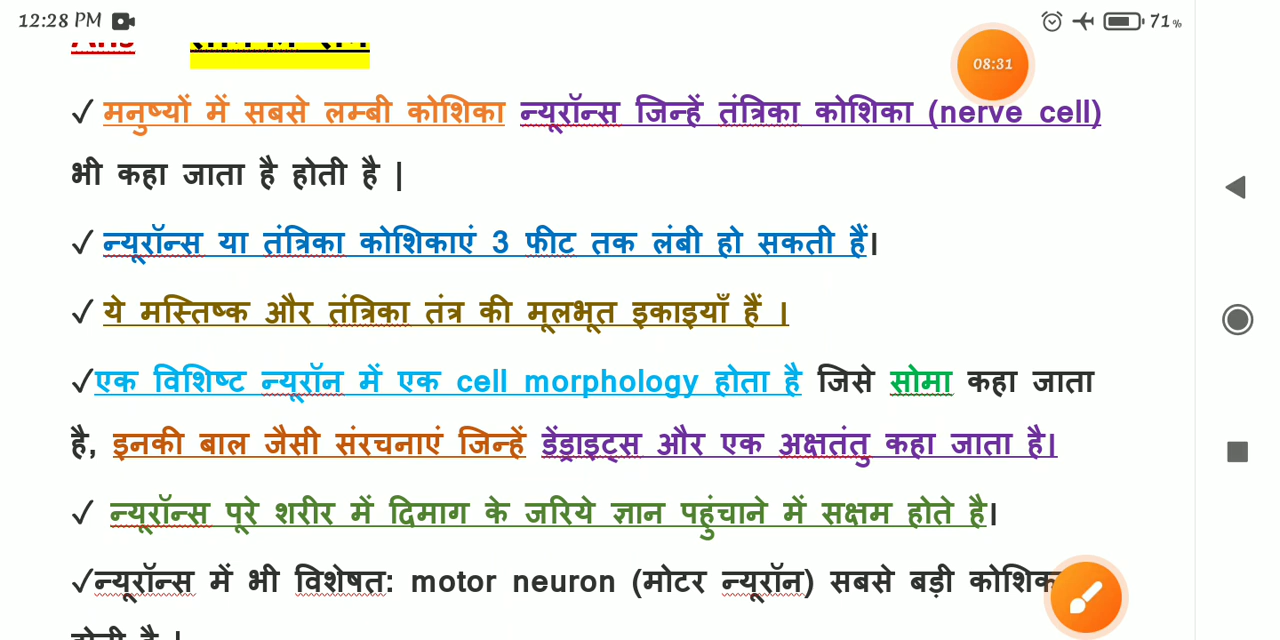 12:28 PM
71%
08:31
Ans
✓ मनुष्यों में सबसे लम्बी कोशिका न्यूरॉन्स जिन्हें तंत्रिका कोशिका (nerve cell)
भी कहा जाता है होती है |
✓ न्यूरॉन्स या तंत्रिका कोशिकाएं 3 फीट तक लंबी हो सकती हैं।
✓ ये मस्तिष्क और तंत्रिका तंत्र की मूलभूत इकाइयाँ हैं |
✓एक विशिष्ट न्यूरॉन में एक cell morphology होता है जिसे सोमा कहा जाता
है, इनकी बाल जैसी संरचनाएं जिन्हें डेंड्राइट्स और एक अक्षतंतु कहा जाता है।
✓ न्यूरॉन्स पूरे शरीर में दिमाग के जरिये ज्ञान पहुंचाने में सक्षम होते है।
✓न्यूरॉन्स में भी विशेषत: motor neuron (मोटर न्यूरॉन) सबसे बड़ी
होती है |